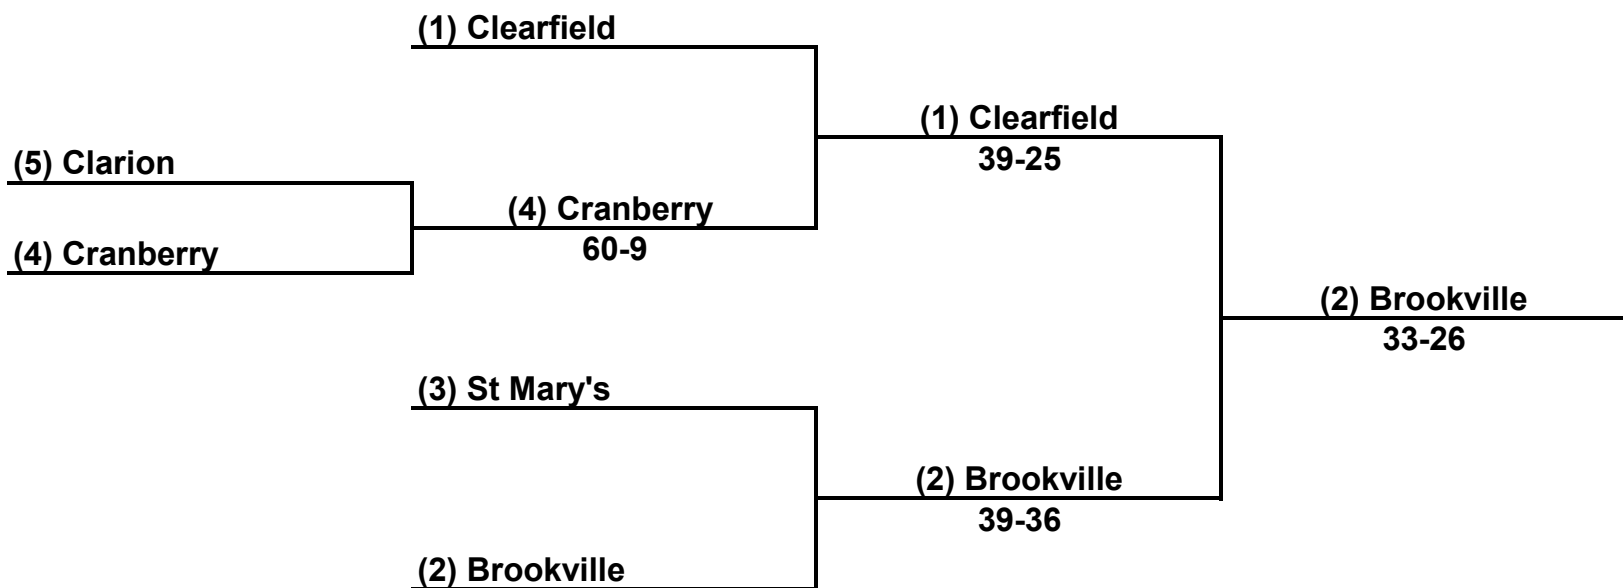 (1) Clearfield
(1) Clearfield
39-25
(5) Clarion
(4) Cranberry
60-9
(4) Cranberry
(2) Brookville
33-26
(3) St Mary's
(2) Brookville
39-36
(2) Brookville